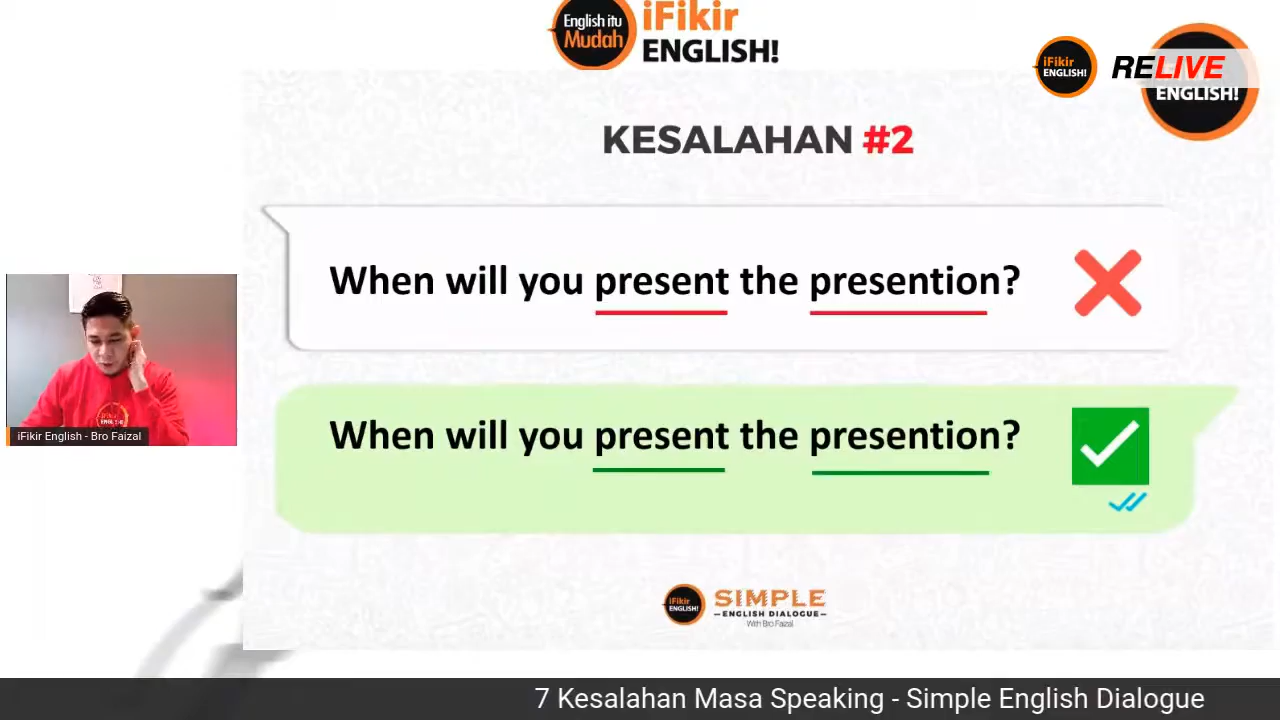 English itu
Mudah
iFikir
ENGLISH!
iFikir
ENGLISH!
RELIVE
ENGLISH!
KESALAHAN #2
When will you present the presention?
When will you present the presention?
iFikir English - Bro Faizal
iFikir
ENGLISH!
SIMPLE
ENGLISH DIALOGUE
With Bro Faizal
7 Kesalahan Masa Speaking - Simple English Dialogue